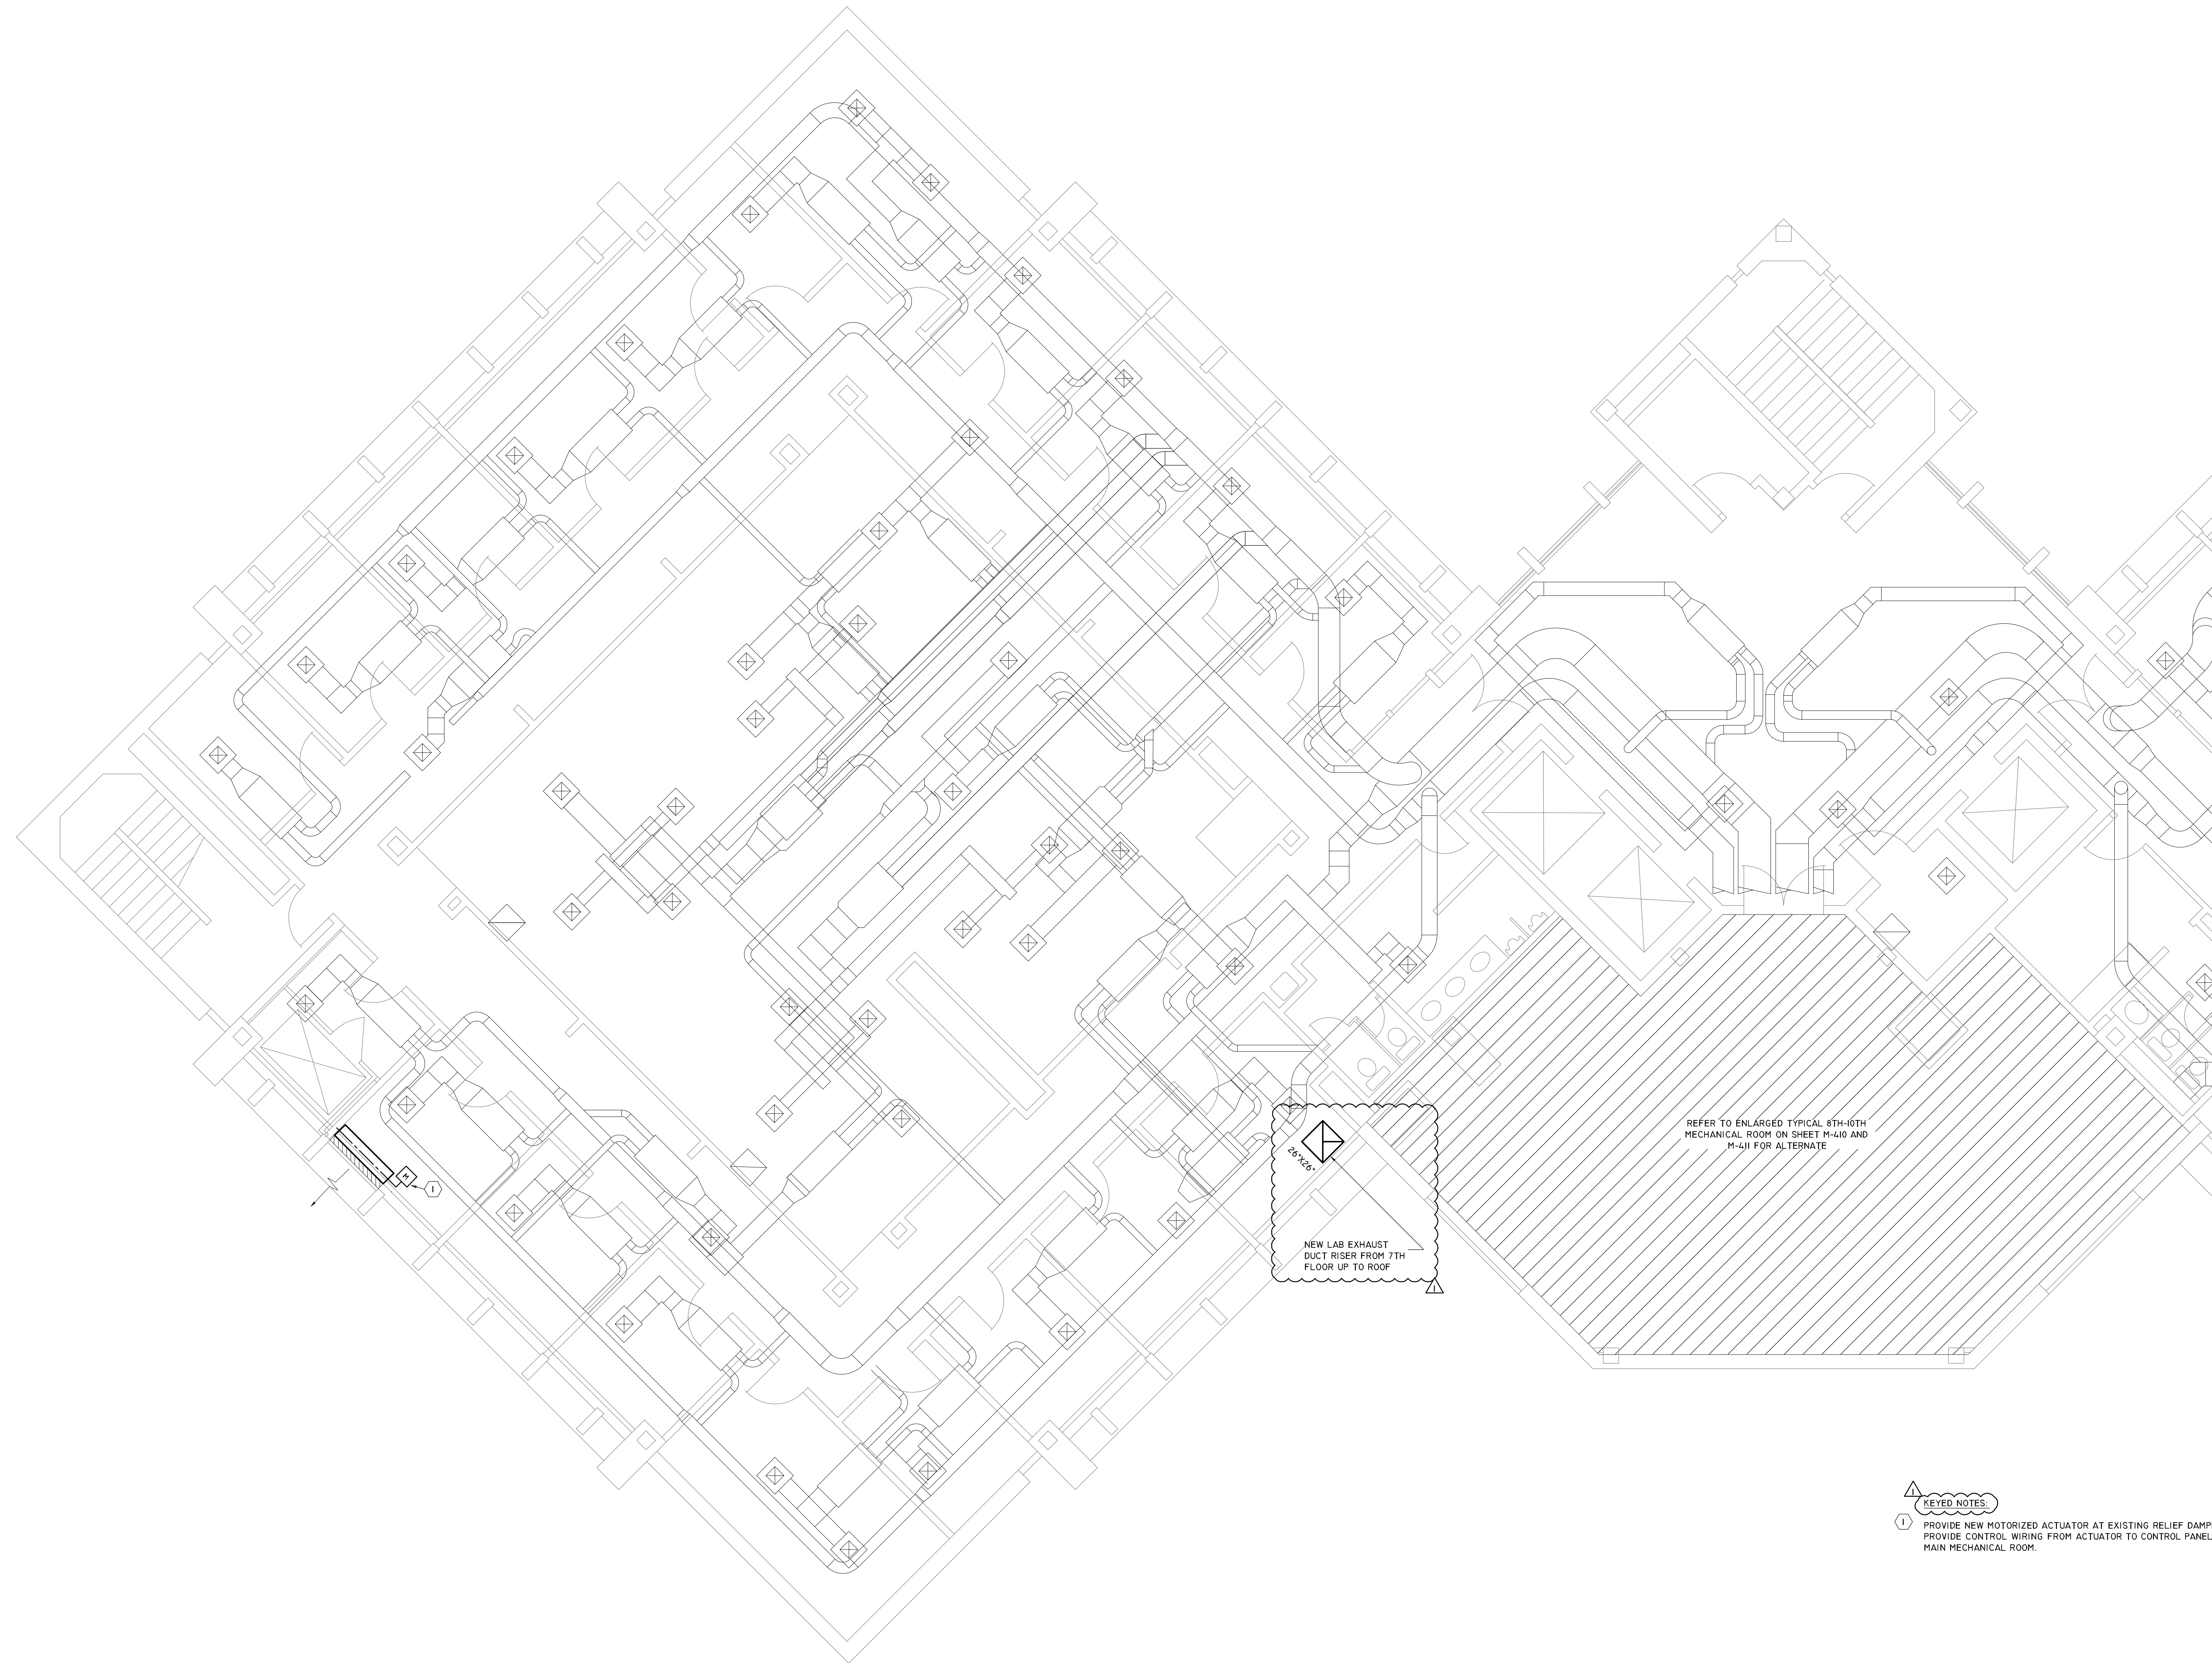 REFER TO ENLARGED TYPICAL 8TH-10TH
MECHANICAL ROOM ON SHEET M-410 AND
M-411 FOR ALTERNATE
26"X26"
M
1
NEW LAB EXHAUST
DUCT RISER FROM 7TH
FLOOR UP TO ROOF
1
1
KEYED NOTES:
1
PROVIDE NEW MOTORIZED ACTUATOR AT EXISTING RELIEF
PROVIDE CONTROL WIRING FROM ACTUATOR TO CONTROL PANEL
MAIN MECHANICAL ROOM.